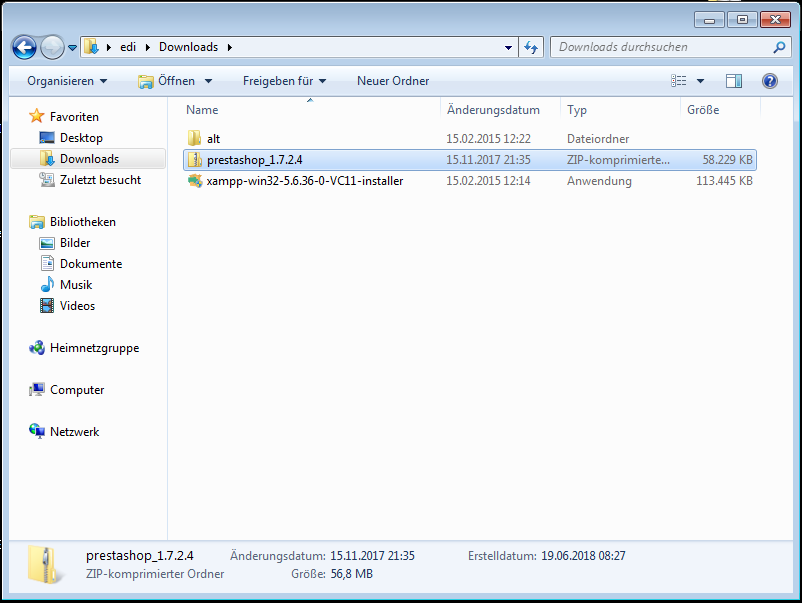 edi Downloads
Downloads durchsuchen
Organisieren Öffnen Freigeben für Neuer Ordner
Name Änderungsdatum Typ Größe
Favoriten
Desktop
Downloads
Zuletzt besucht
Bibliotheken
Bilder
Dokumente
Musik
Videos
Heimnetzgruppe
Computer
Netzwerk
alt 15.02.2015 12:22 Dateiordner
prestashop_1.7.2.4 15.11.2017 21:35 ZIP-komprimierte... 58.229 KB
xampp-win32-5.6.36-0-VC11-installer 15.02.2015 12:14 Anwendung 113.445 KB
prestashop_1.7.2.4 Änderungsdatum: 15.11.2017 21:35 Erstelldatum: 19.06.2018 08:27
ZIP-komprimierter Ordner Größe: 56,8 MB